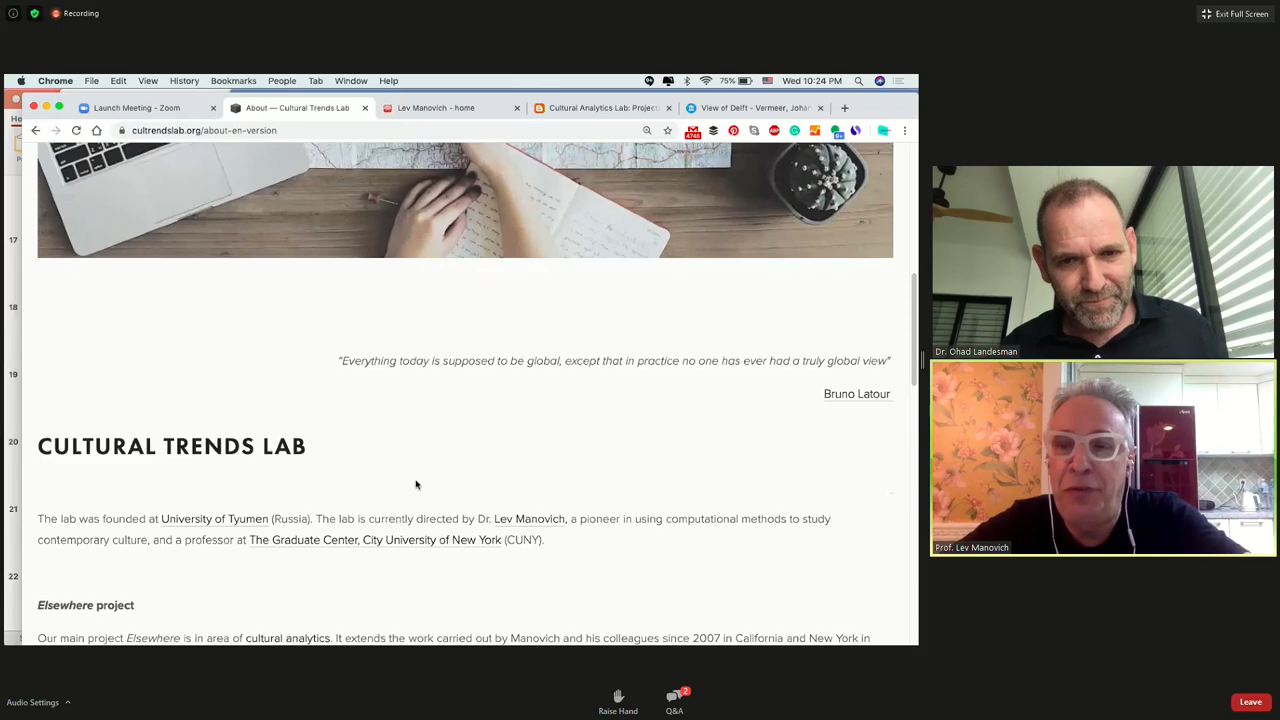 Recording
Exit Full Screen
Chrome File Edit View History Bookmarks People Tab Window Help
75% Wed 10:24 PM
Launch Meeting - Zoom
About — Cultural Trends Lab
Lev Manovich - home
Cultural Analytics Lab: Project
View of Delft - Vermeer, Johan
cultrendslab.org/about-en-version
4746
17
18
19
20
21
22
"Everything today is supposed to be global, except that in practice no one has ever had a truly global view"
Bruno Latour
CULTURAL TRENDS LAB
The lab was founded at University of Tyumen (Russia). The lab is currently directed by Dr. Lev Manovich, a pioneer in using computational methods to study
contemporary culture, and a professor at The Graduate Center, City University of New York (CUNY).
Elsewhere project
Our main project Elsewhere is in area of cultural analytics. It extends the work carried out by Manovich and his colleagues since 2007 in California and New York in
Dr. Ohad Landesman
Prof. Lev Manovich
Audio Settings
Raise Hand
2
Q&A
Leave